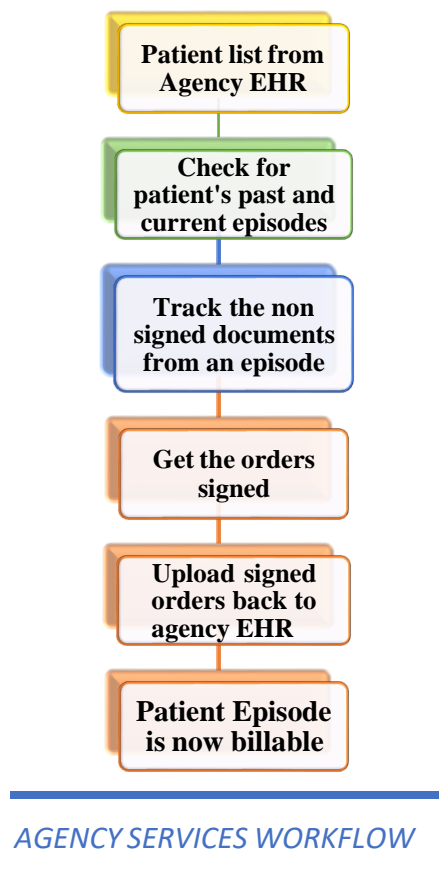 Patient list from
Agency EHR
Check for
patient's past and
current episodes
Track the non
signed documents
from an episode
Get the orders
signed
Upload signed
orders back to
agency EHR
Patient Episode
is now billable
AGENCY SERVICES WORKFLOW